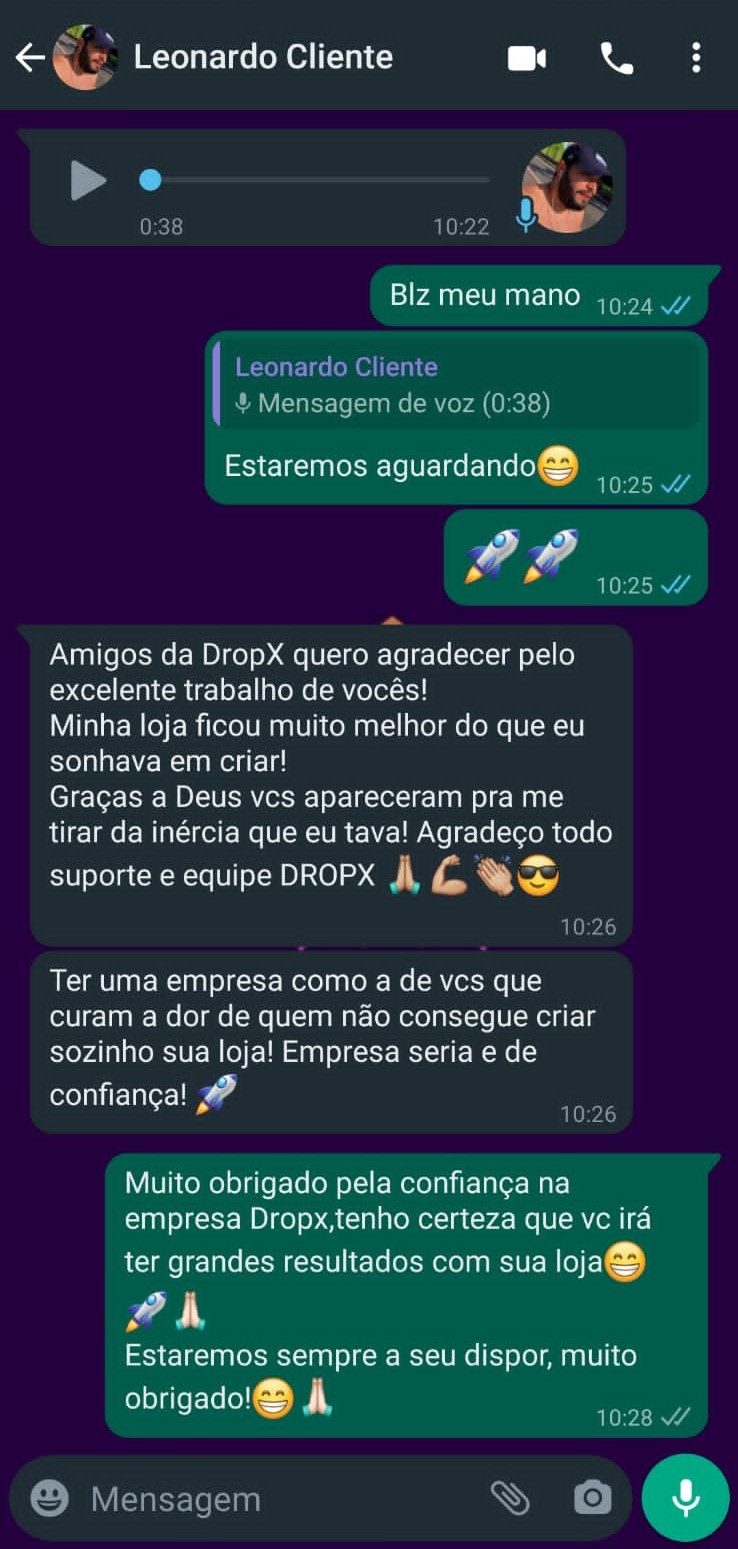 Leonardo Cliente
0:38
10:22
Blz meu mano 10:24
Leonardo Cliente
Mensagem de voz (0:38)
Estaremos aguardando😁 10:25
🚀🚀 10:25
Amigos da DropX quero agradecer pelo
excelente trabalho de vocês!
Minha loja ficou muito melhor do que eu
sonhava em criar!
Graças a Deus vcs apareceram pra me
tirar da inércia que eu tava! Agradeço todo
suporte e equipe DROPX 🙏🏼💪🏼👏🏼😎
10:26
Ter uma empresa como a de vcs que
curam a dor de quem não consegue criar
sozinho sua loja! Empresa seria e de
confiança! 🚀
10:26
Muito obrigado pela confiança na
empresa Dropx,tenho certeza que vc irá
ter grandes resultados com sua loja😁
🚀🙏🏻
Estaremos sempre a seu dispor, muito
obrigado!😁🙏🏻
10:28
Mensagem